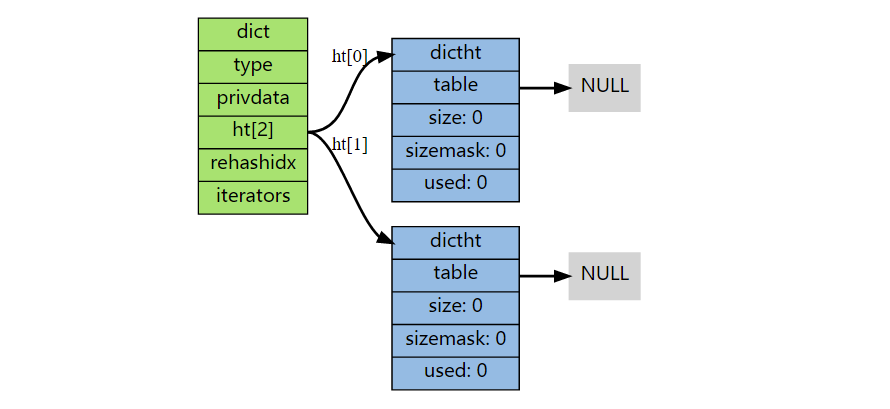 dict
type
privdata
ht[2]
rehashidx
iterators
ht[0]
ht[1]
dictht
table
size: 0
sizemask: 0
used: 0
NULL
dictht
table
size: 0
sizemask: 0
used: 0
NULL